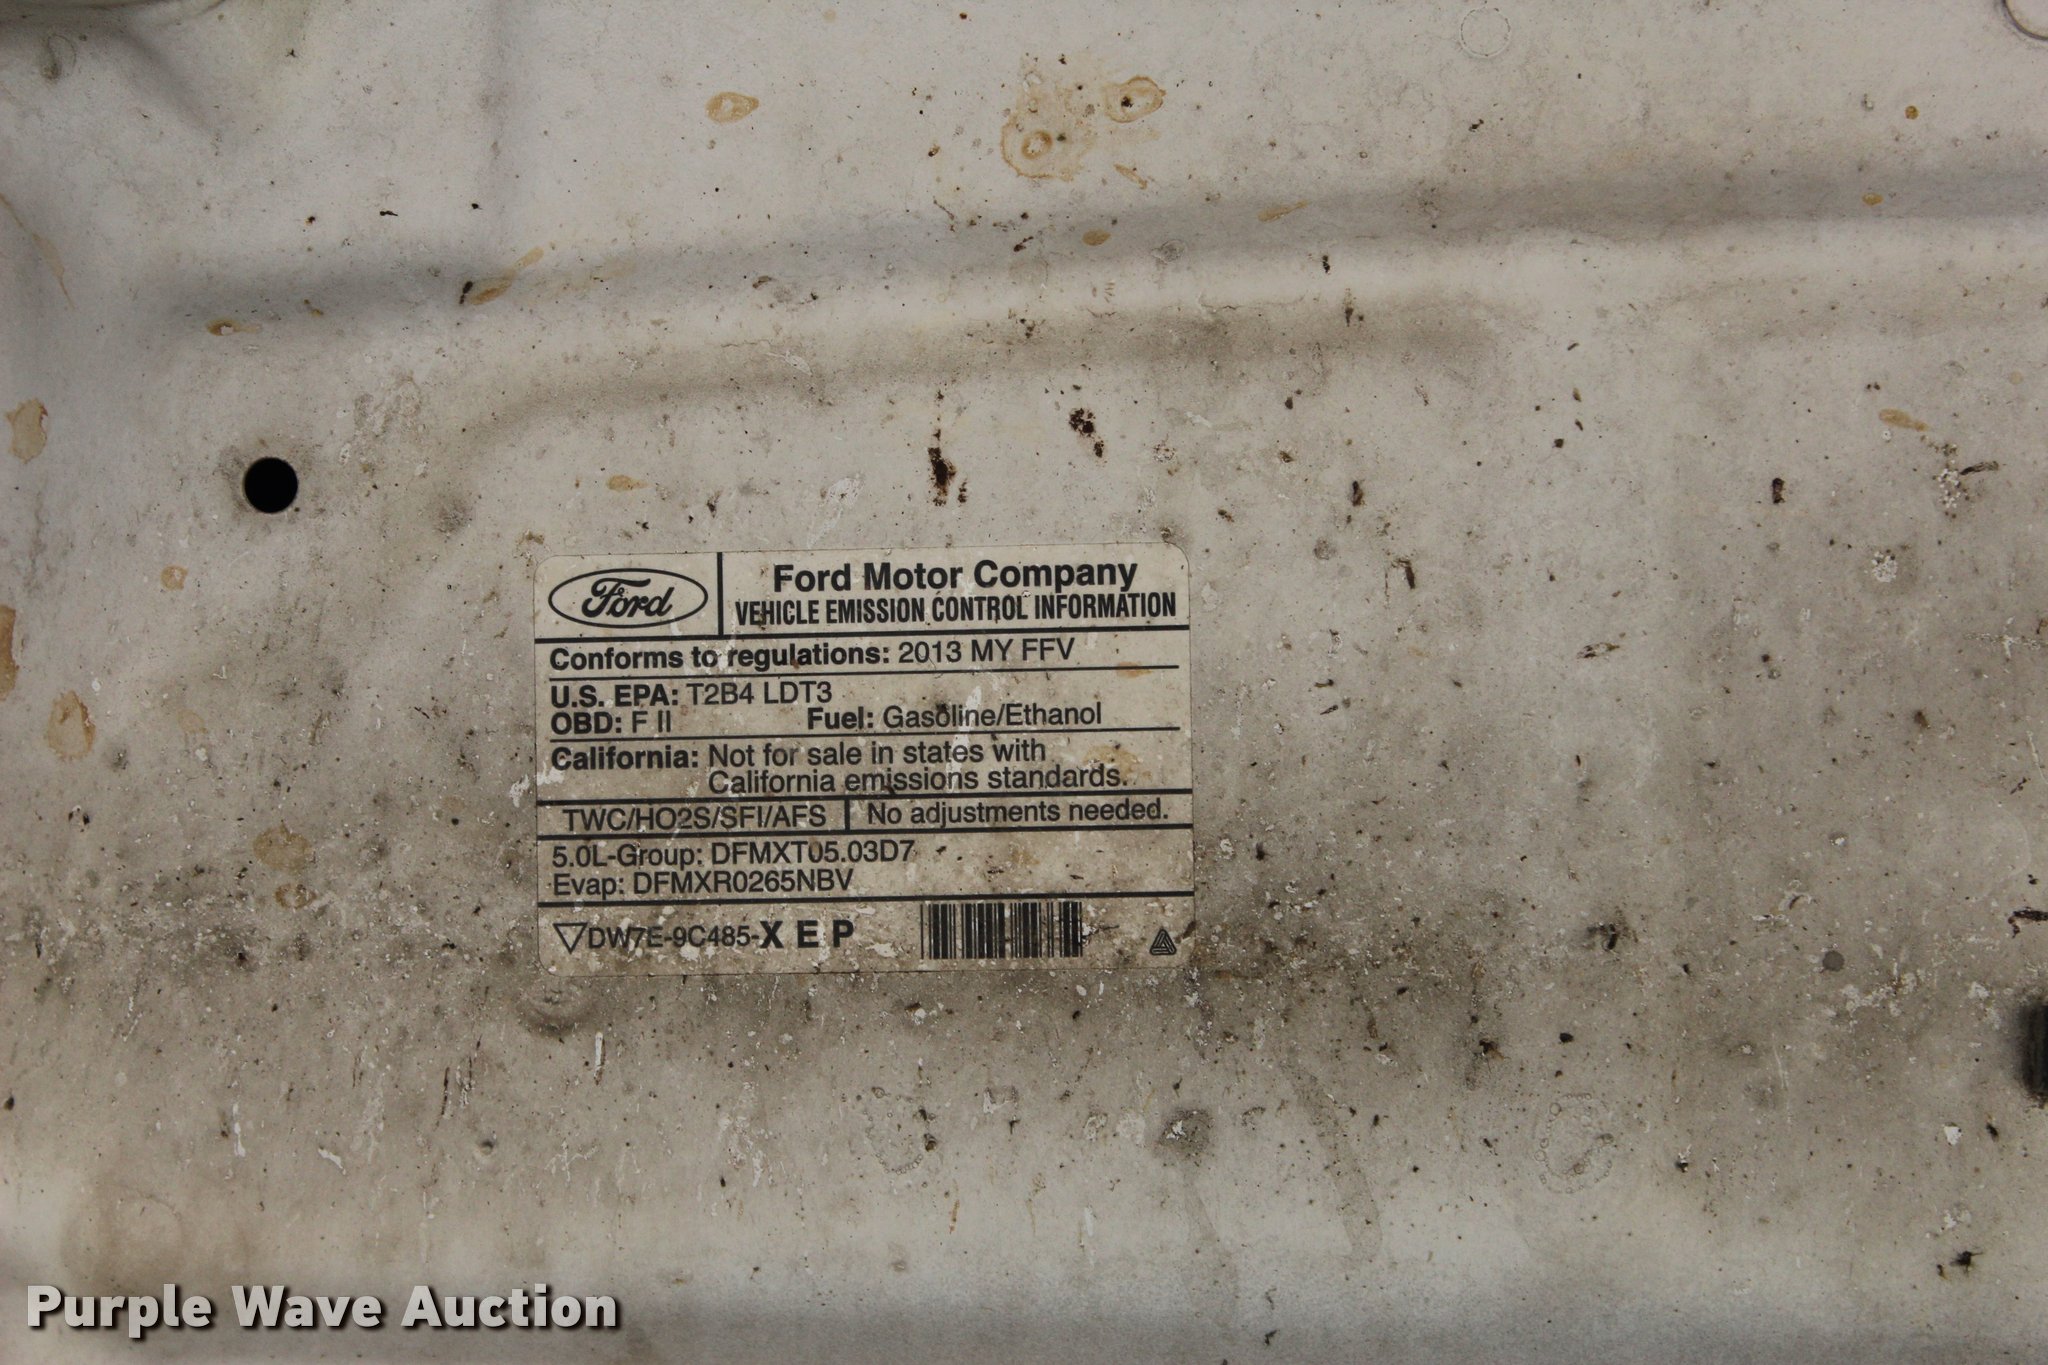 Ford
Ford Motor Company
VEHICLE EMISSION CONTROL INFORMATION
Conforms to regulations: 2013 MY FFV
U.S. EPA: T2B4 LDT3
OBD: F II Fuel: Gasoline/Ethanol
California: Not for sale in states with
California emissions standards.
TWC/HO2S/SFI/AFS No adjustments needed.
5.0L-Group: DFMXT05.03D7
Evap: DFMXR0265NBV
DW7E-9C485-X E P
Purple Wave Auction